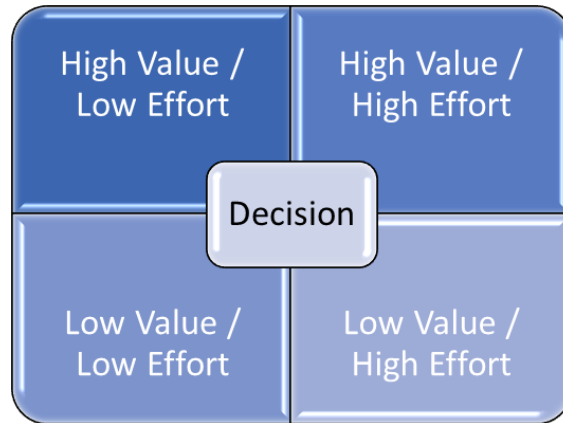 High Value /
Low Effort
High Value /
High Effort
Decision
Low Value /
Low Effort
Low Value /
High Effort